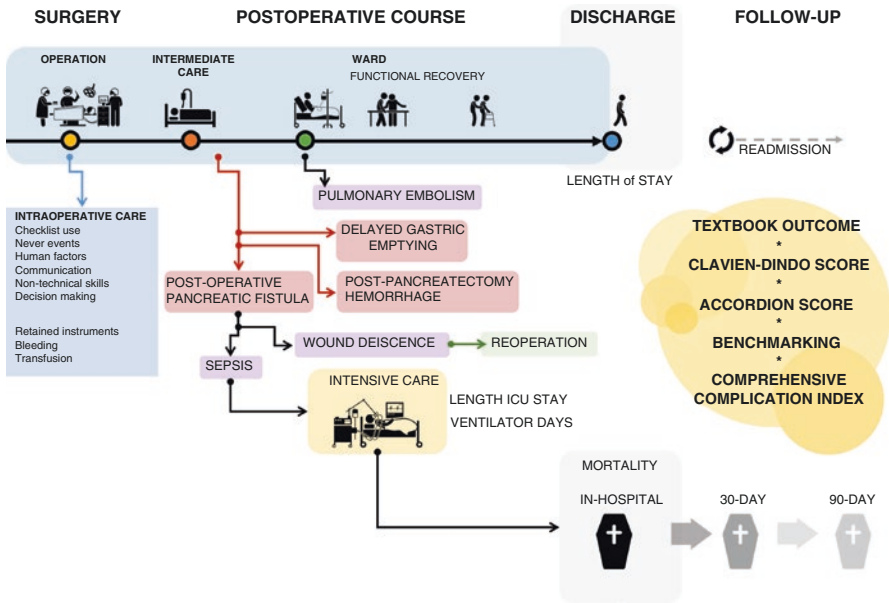 SURGERY
POSTOPERATIVE COURSE
DISCHARGE
FOLLOW-UP
OPERATION
INTERMEDIATE
CARE
WARD
FUNCTIONAL RECOVERY
READMISSION
LENGTH of STAY
PULMONARY EMBOLISM
INTRAOPERATIVE CARE
Checklist use
Never events
Human factors
Communication
Non-technical skills
Decision making
Retained instruments
Bleeding
Transfusion
DELAYED GASTRIC
EMPTYING
POST-OPERATIVE
PANCREATIC FISTULA
POST-PANCREATECTOMY
HEMORRHAGE
WOUND DEISCENCE
REOPERATION
SEPSIS
INTENSIVE CARE
LENGTH ICU STAY
VENTILATOR DAYS
TEXTBOOK OUTCOME
*
CLAVIEN-DINDO SCORE
*
ACCORDION SCORE
*
BENCHMARKING
*
COMPREHENSIVE
COMPLICATION INDEX
MORTALITY
IN-HOSPITAL
30-DAY
90-DAY